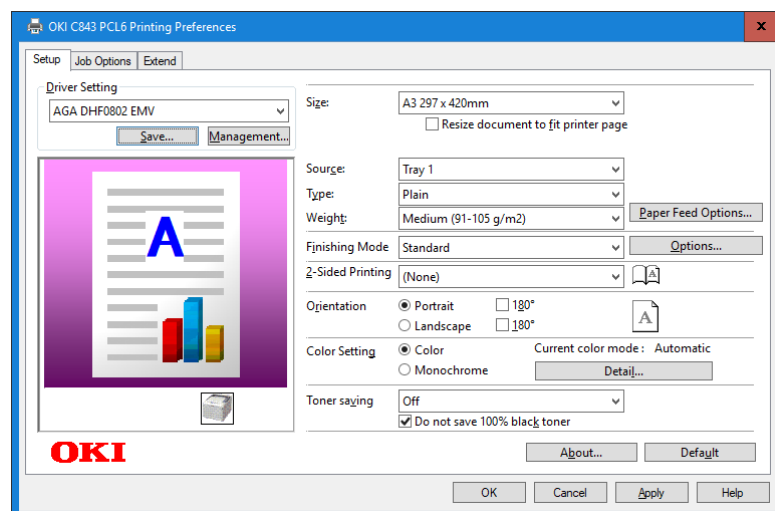 OKI C843 PCL6 Printing Preferences
x
Setup Job Options Extend
Driver Setting
AGA DHF0802 EMV
Save... Management...
Size: A3 297 x 420mm
Resize document to fit printer page
Source: Tray 1
Type: Plain
Weight: Medium (91-105 g/m2) Paper Feed Options...
Finishing Mode Standard Options...
2-Sided Printing (None) A
Orientation Portrait 180°
Landscape 180°
A
Color Setting Color Current color mode : Automatic
Monochrome Detail...
Toner saving Off
Do not save 100% black toner
A
OKI
About... Default
OK Cancel Apply Help